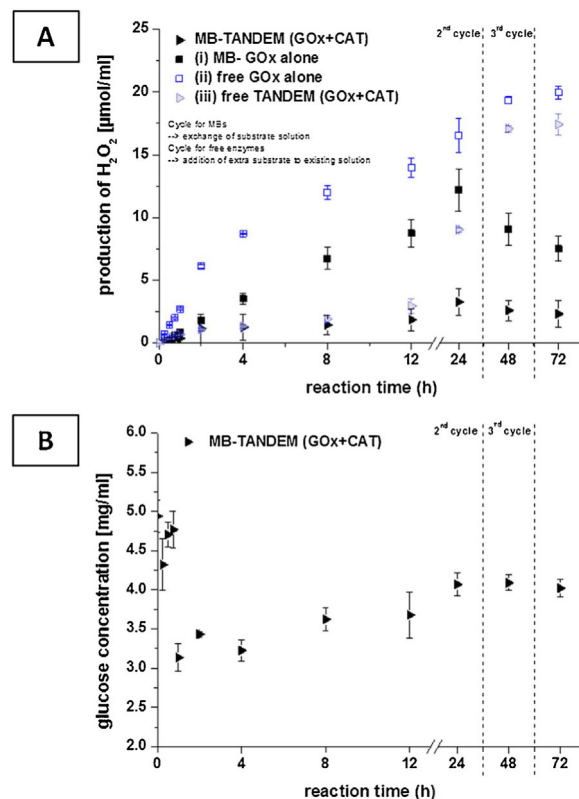 A
MB-TANDEM (GOx+CAT)
(i) MB- GOx alone
(ii) free GOx alone
(iii) free TANDEM (GOx+CAT)
Cycle for MBs
--> exchange of substrate solution
Cycle for free enzymes
--> addition of extra substrate to existing solution
2nd cycle
3rd cycle
production of H2O2 [µmol/ml]
25
20
15
10
5
0
0 4 8 12 24 48 72
reaction time (h)
B
MB-TANDEM (GOx+CAT)
2nd cycle
3rd cycle
glucose concentration [mg/ml]
6.0
5.5
5.0
4.5
4.0
3.5
3.0
2.5
2.0
0 4 8 12 24 48 72
reaction time (h)